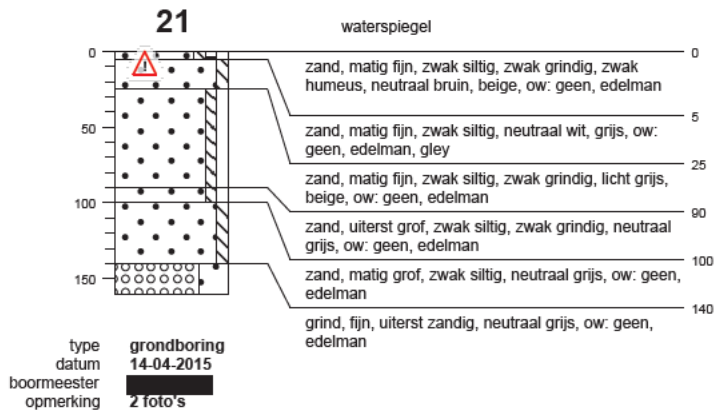 21
waterspiegel
0
50
100
150
0
zand, matig fijn, zwak siltig, zwak grindig, zwak
humeus, neutraal bruin, beige, ow: geen, edelman
5
zand, matig fijn, zwak siltig, neutraal wit, grijs, ow:
geen, edelman, gley
25
zand, matig fijn, zwak siltig, zwak grindig, licht grijs,
beige, ow: geen, edelman
90
zand, uiterst grof, zwak siltig, zwak grindig, neutraal
grijs, ow: geen, edelman
100
zand, matig grof, zwak siltig, neutraal grijs, ow: geen,
edelman
140
grind, fijn, uiterst zandig, neutraal grijs, ow: geen,
edelman
type grondboring
datum 14-04-2015
boormeester
opmerking 2 foto's